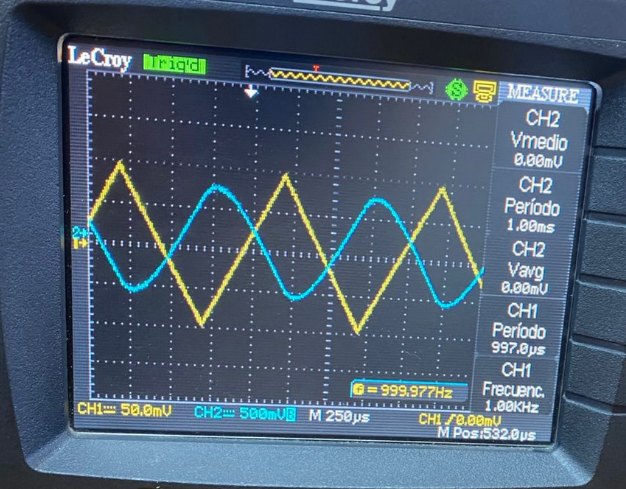 LeCroy Trig'd
MEASURE
CH2
Vmedio
0.00mV
CH2
Período
1.00ms
CH2
Vavg
0.00mV
CH1
Período
997.0µs
CH1
Frecuenc.
1.00KHz
= 999.977Hz
CH1 50.0mV CH2 500mV M 250µs CH1 0.00mV
M Pos:532.0µs